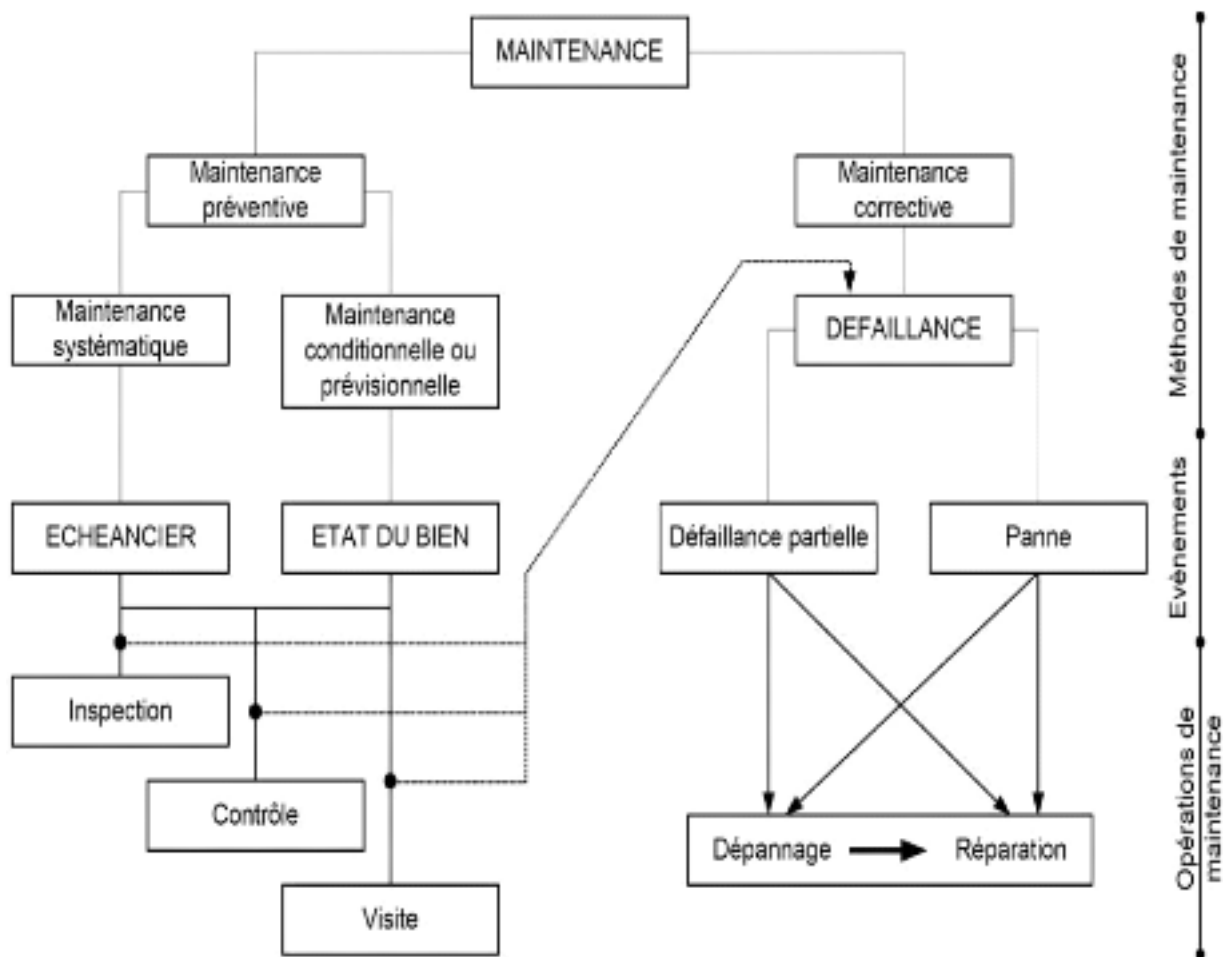 MAINTENANCE
Maintenance
préventive
Maintenance
corrective
Maintenance
systématique
Maintenance
conditionnelle ou
prévisionnelle
DEFAILLANCE
ECHEANCIER
ETAT DU BIEN
Défaillance partielle
Panne
Inspection
Contrôle
Visite
Dépannage
Réparation
Méthodes de maintenance
Evènements
Opérations de
maintenance